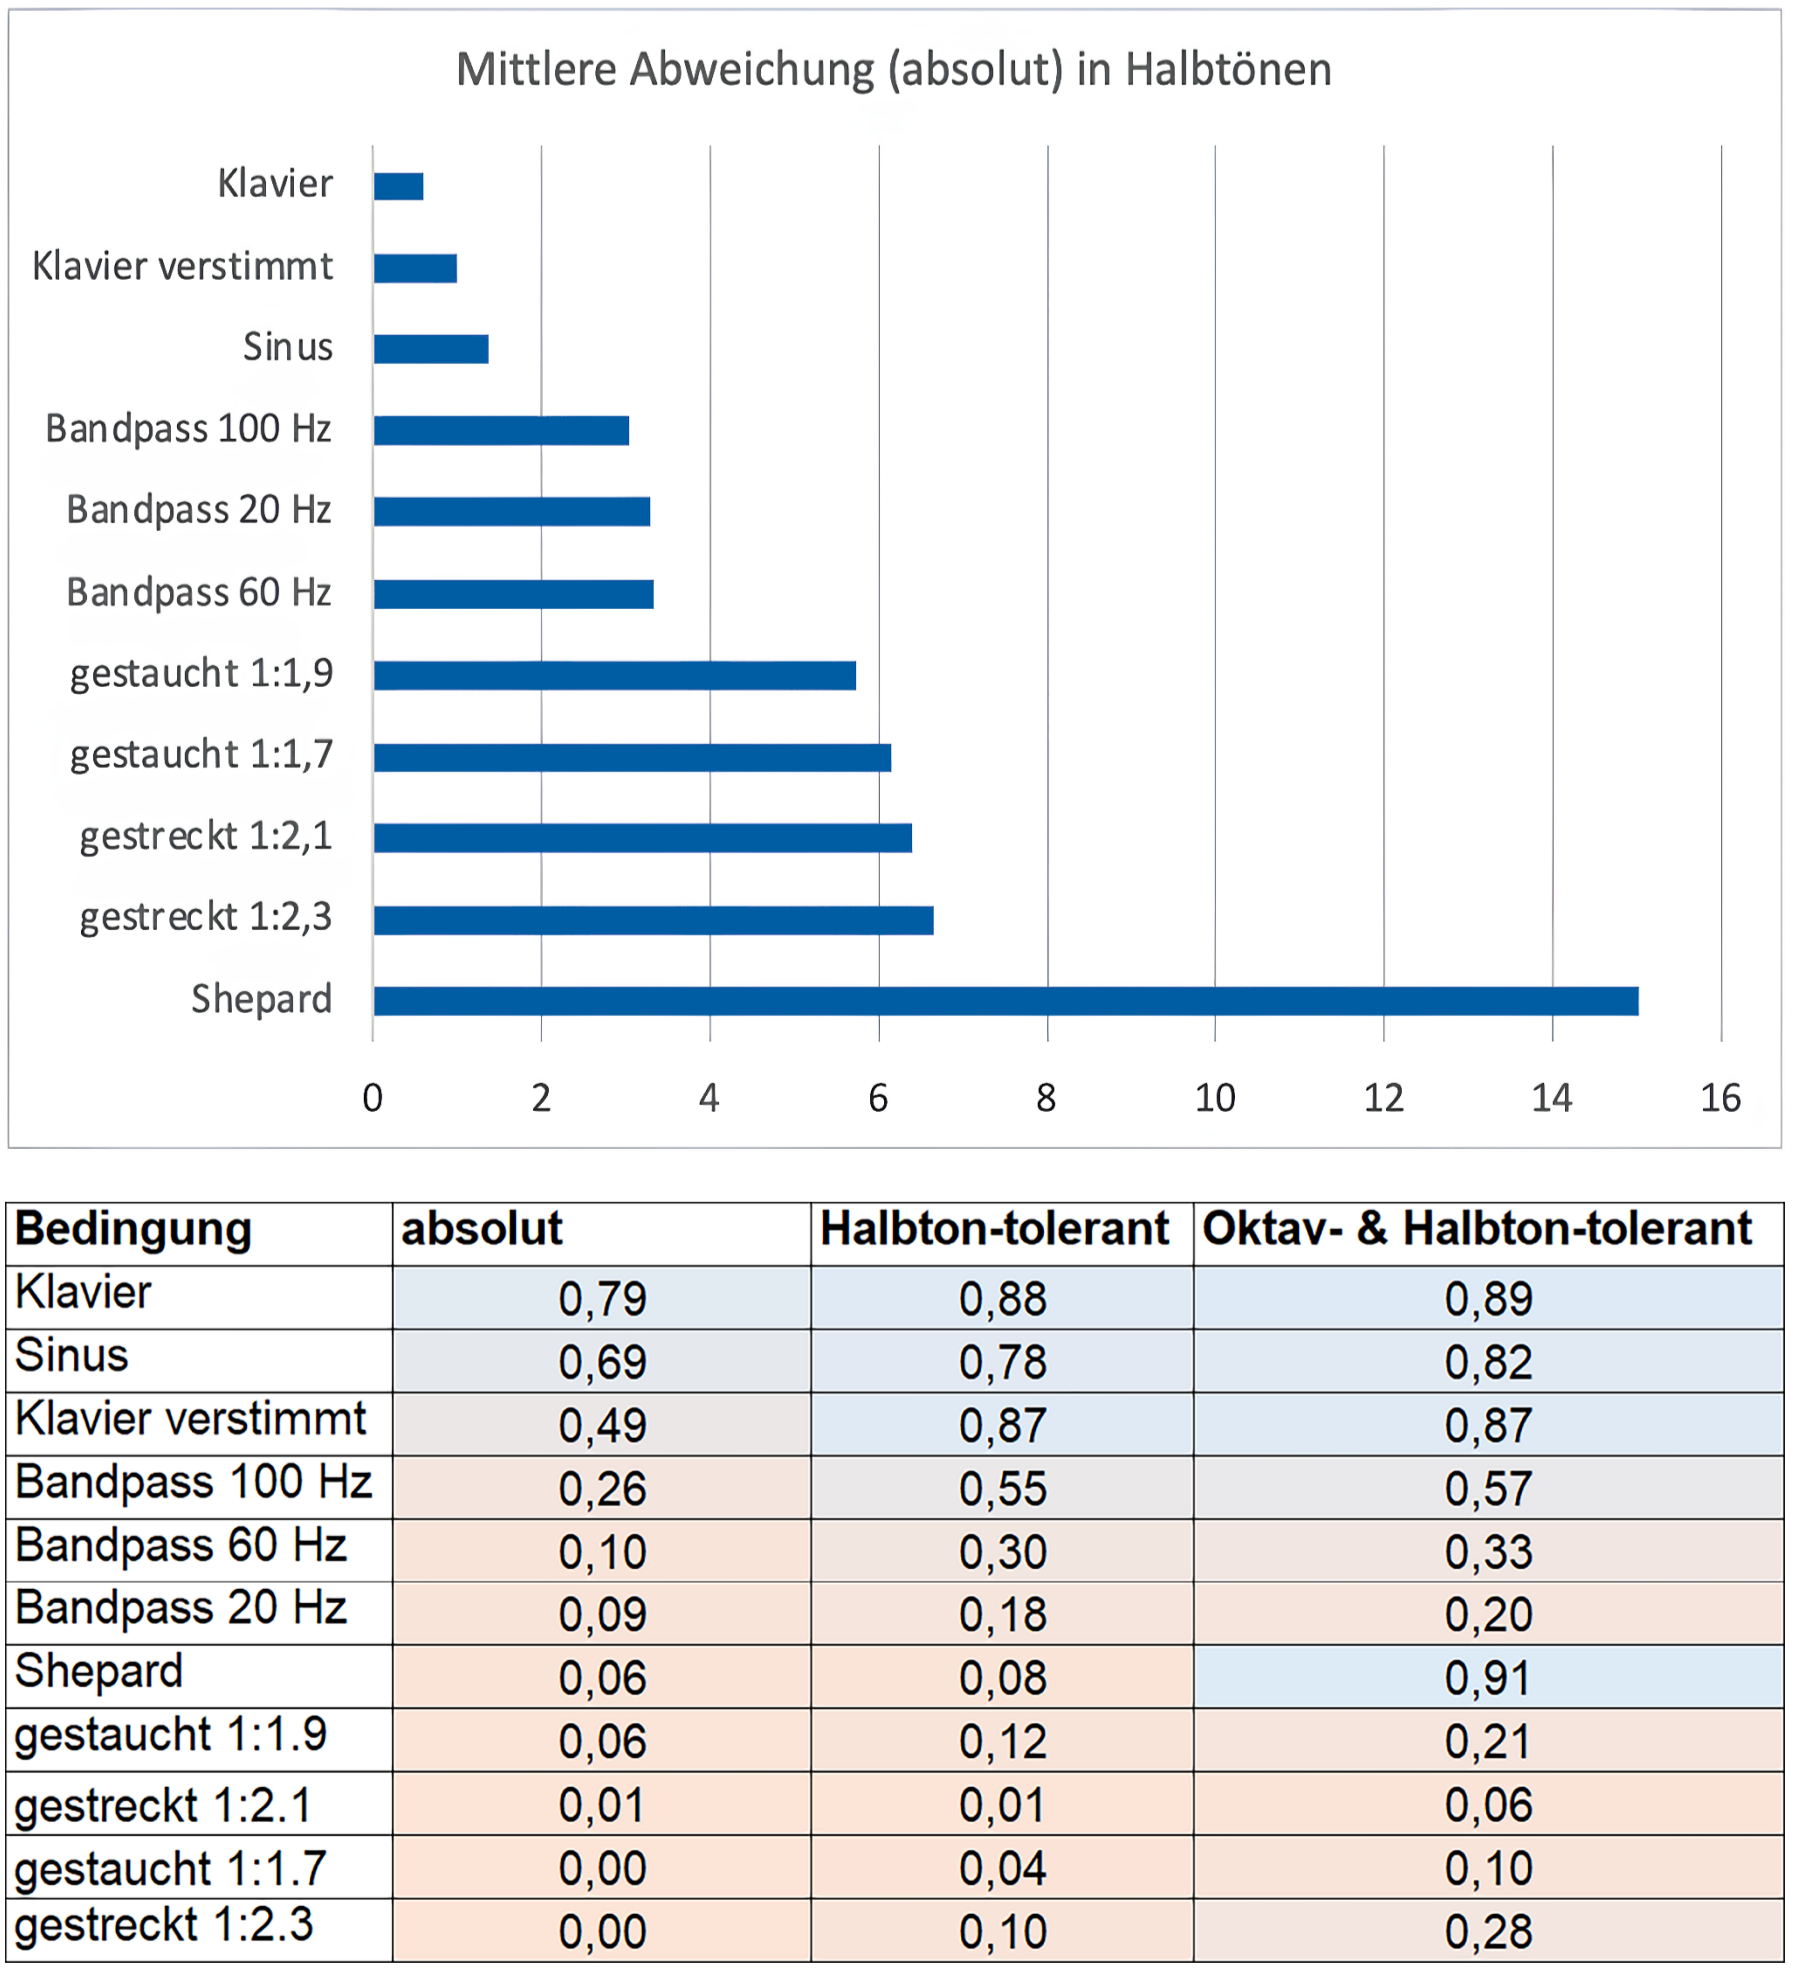 Mittlere Abweichung (absolut) in Halbtönen
Klavier
Klavier verstimmt
Sinus
Bandpass 100 Hz
Bandpass 20 Hz
Bandpass 60 Hz
gestaucht 1:1,9
gestaucht 1:1,7
gestreckt 1:2,1
gestreckt 1:2,3
Shepard
0 2 4 6 8 10 12 14 16
Bedingung absolut Halbton-tolerant Oktav- & Halbton-tolerant
Klavier 0,79 0,88 0,89
Sinus 0,69 0,78 0,82
Klavier verstimmt 0,49 0,87 0,87
Bandpass 100 Hz 0,26 0,55 0,57
Bandpass 60 Hz 0,10 0,30 0,33
Bandpass 20 Hz 0,09 0,18 0,20
Shepard 0,06 0,08 0,91
gestaucht 1:1.9 0,06 0,12 0,21
gestreckt 1:2.1 0,01 0,01 0,06
gestaucht 1:1.7 0,00 0,04 0,10
gestreckt 1:2.3 0,00 0,10 0,28